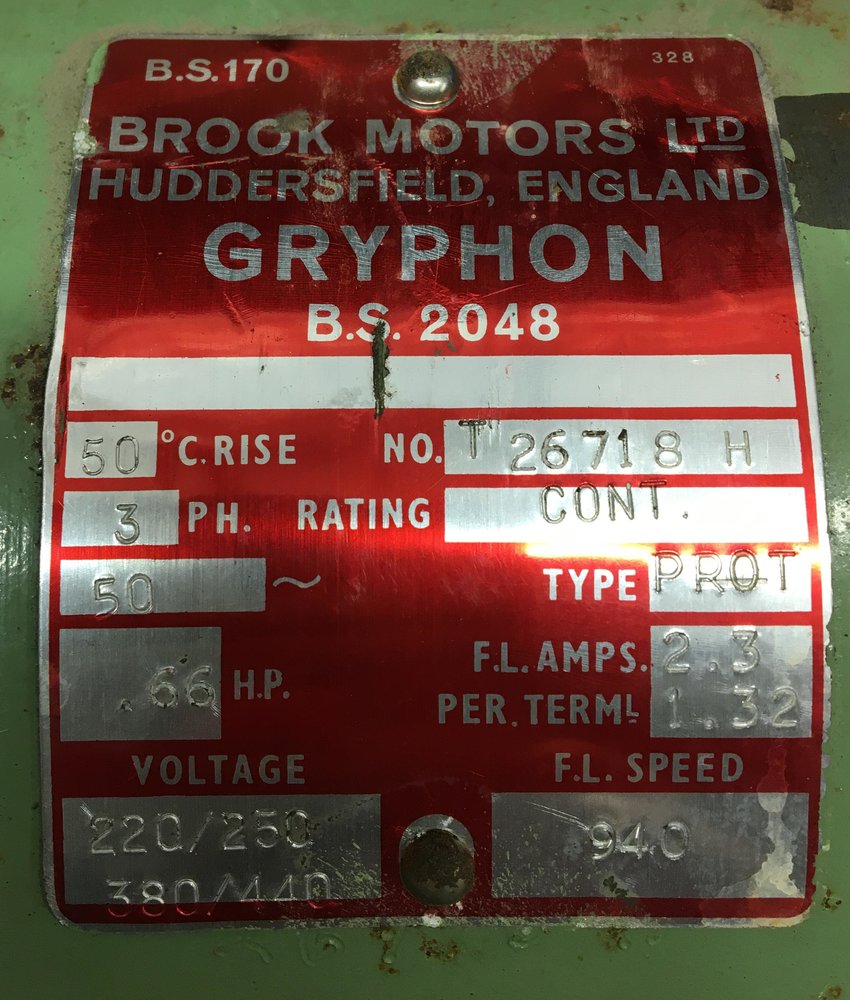 B.S.170 328
BROOK MOTORS LTD
HUDDERSFIELD, ENGLAND
GRYPHON
B.S. 2048
50 °C. RISE NO. T 26718 H
3 PH. RATING CONT.
50 ~ TYPE PROT
.66 H.P. F.L. AMPS. 2.3
PER. TERML 1.32
VOLTAGE F.L. SPEED
220/250 940
380/440